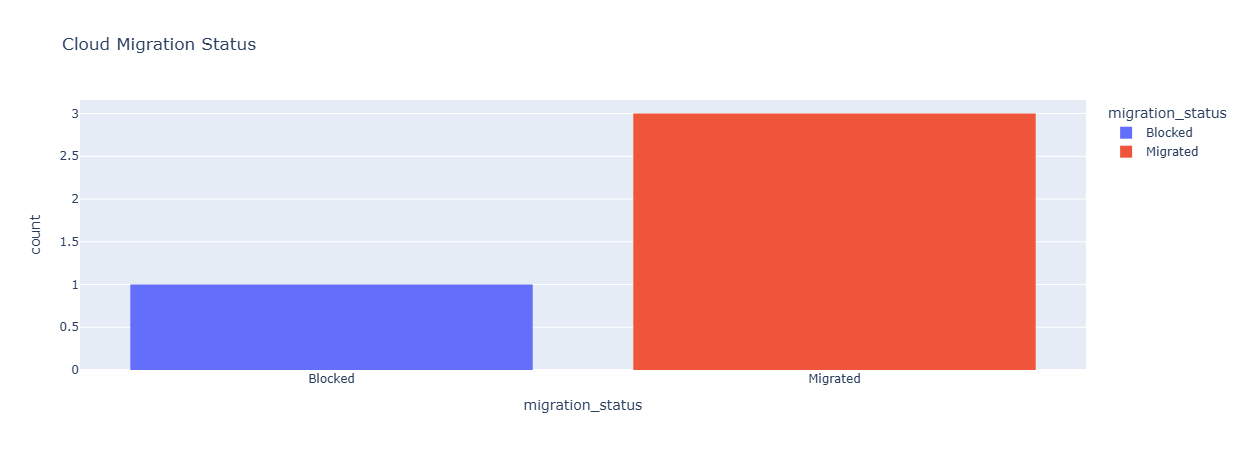 Cloud Migration Status
3
2.5
2
1.5
1
0.5
0
count
Blocked
Migrated
migration_status
migration_status
Blocked
Migrated